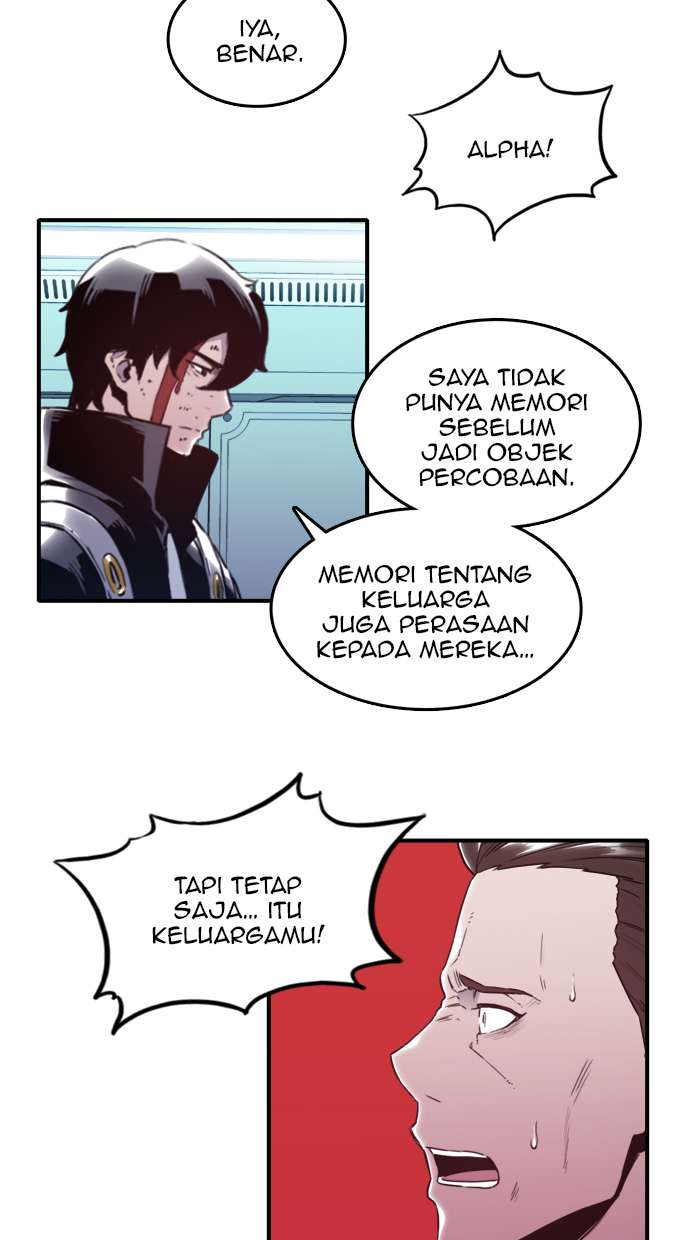 IYA,
BENAR.
ALPHA!
SAYA TIDAK
PUNYA MEMORI
SEBELUM
JADI OBJEK
PERCOBAAN.
MEMORI TENTANG
KELUARGA
JUGA PERASAAN
KEPADA MEREKA...
TAPI TETAP
SAJA... ITU
KELUARGAMU!